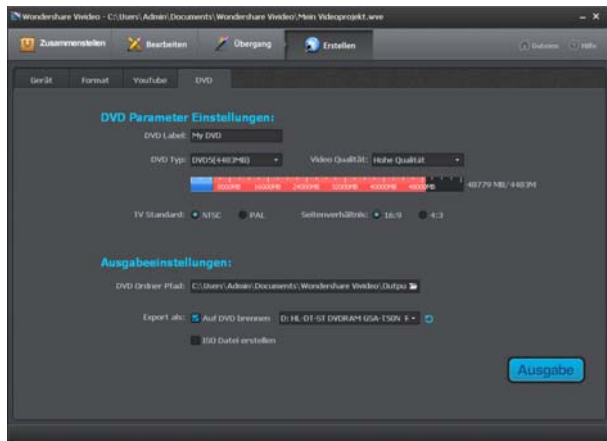 Wondershare Vivideo - C:\Users\Admin\Documents\Wondershare Vivideo\Mein Videoprojekt.wve
Zusammenstellen Bearbeiten Übergang Erstellen Dateien Hilfe
Gerät Format YouTube DVD
DVD Parameter Einstellungen:
DVD Label: My DVD
DVD Typ: DVD5(4483MB) Video Qualität: Hohe Qualität
8000MB 16000MB 24000MB 32000MB 40000MB 48000MB 48779 MB/4483M
TV Standard: NTSC PAL Seitenverhältnis: 16:9 4:3
Ausgabeeinstellungen:
DVD Ordner Pfad: C:\Users\Admin\Documents\Wondershare Vivideo\Outpu
Export als: Auf DVD brennen D: HL-DT-ST DVDRAM GSA-T50N
ISO Datei erstellen
Ausgabe